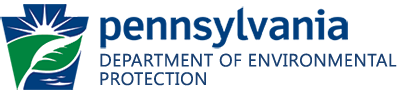 pennsylvania
DEPARTMENT OF ENVIRONMENTAL
PROTECTION